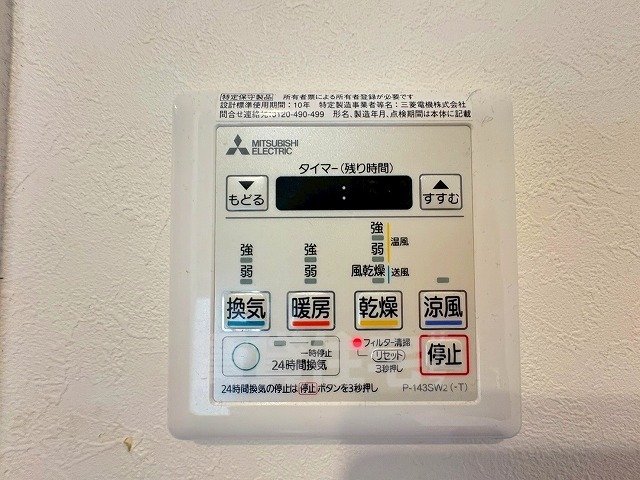 特定保守製品 所有者票による所有者登録が必要です
設計標準使用期間：10年 特定製造事業者等名：三菱電機株式会社
問合せ連絡先:0120-490-499 形名、製造年月、点検期間は本体に記載
MITSUBISHI
ELECTRIC
タイマー(残り時間)
▼
もどる
:
▲
すすむ
強
弱
強
弱
強
弱
温風
風乾燥
送風
換気
暖房
乾燥
涼風
一時停止
24時間換気
フィルター清掃
リセット
3秒押し
停止
24時間換気の停止は 停止 ボタンを3秒押し
P-143SW2(-T)